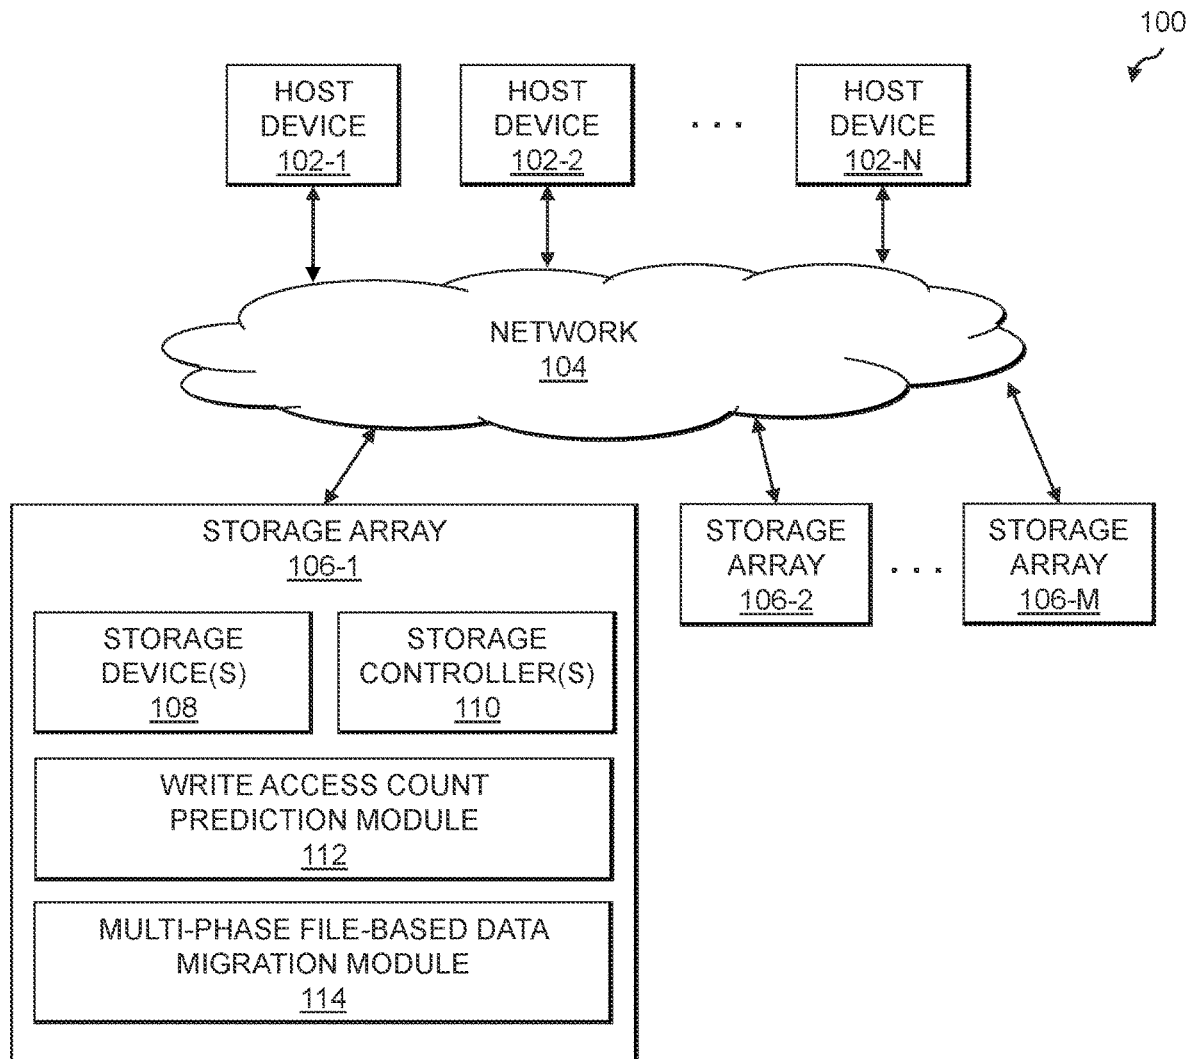 100
HOST
DEVICE
102-1
HOST
DEVICE
102-2
. . .
HOST
DEVICE
102-N
NETWORK
104
STORAGE ARRAY
106-1
STORAGE
DEVICE(S)
108
STORAGE
CONTROLLER(S)
110
WRITE ACCESS COUNT
PREDICTION MODULE
112
MULTI-PHASE FILE-BASED DATA
MIGRATION MODULE
114
STORAGE
ARRAY
106-2
. . .
STORAGE
ARRAY
106-M